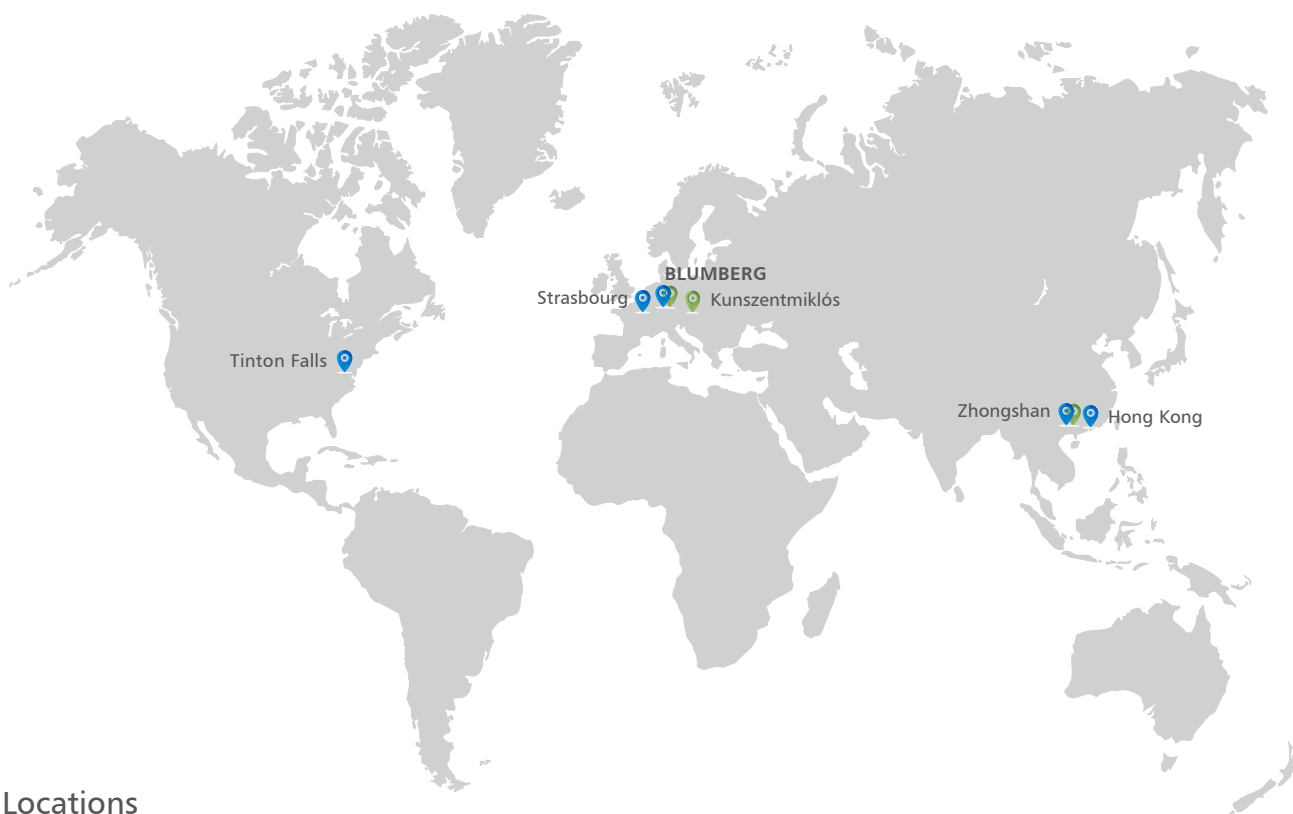 BLUMBERG
Strasbourg
Kunszentmiklós
Tinton Falls
Zhongshan
Hong Kong
Locations